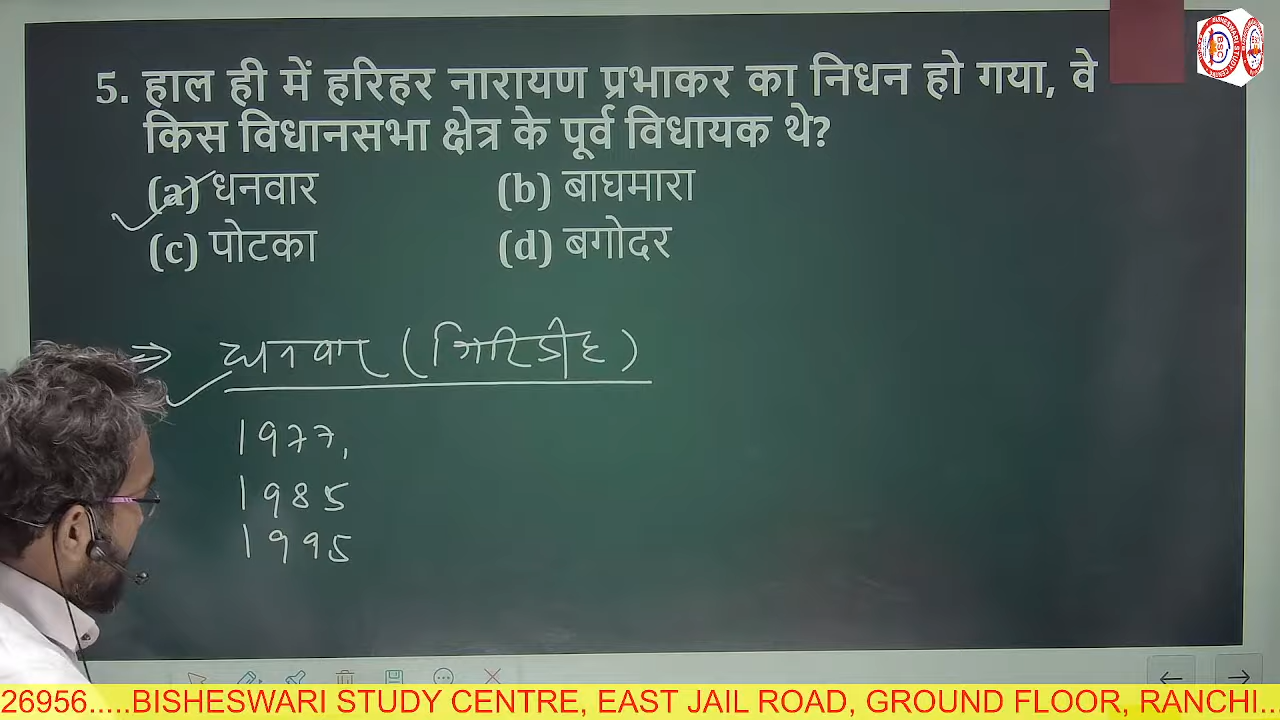 5. हाल ही में हरिहर नारायण प्रभाकर का निधन हो गया, वे
किस विधानसभा क्षेत्र के पूर्व विधायक थे?
(a) धनवार (b) बाघमारा
(c) पोटका (d) बगोदर
⇒ धनवार (गिरिडीह)
1977,
1985
1995
26956.....BISHESWARI STUDY CENTRE, EAST JAIL ROAD, GROUND FLOOR, RANCHI..